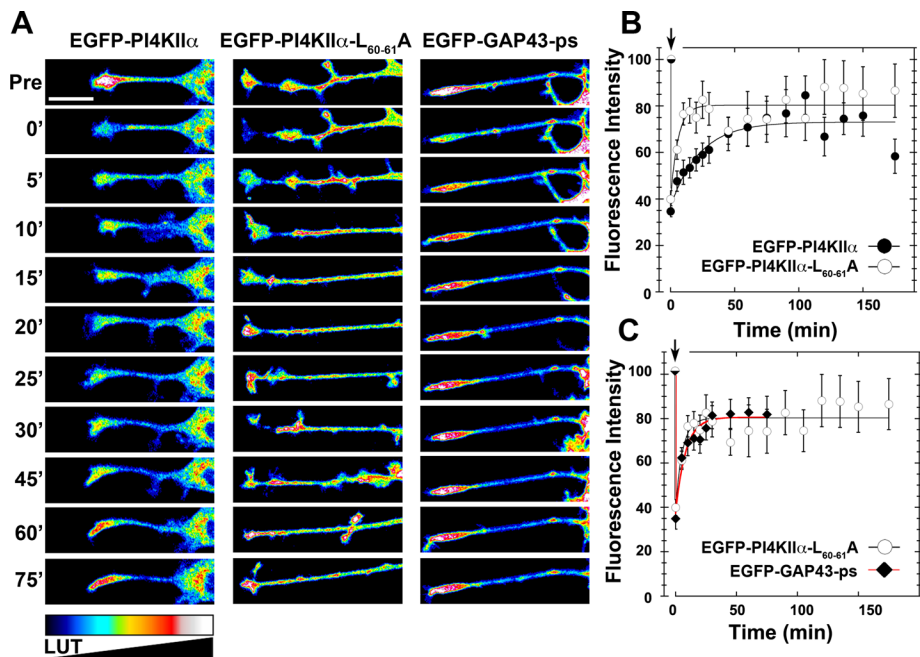 A
EGFP-PI4KIIα
EGFP-PI4KIIα-L60-61A
EGFP-GAP43-ps
Pre
0'
5'
10'
15'
20'
25'
30'
45'
60'
75'
LUT
B
Fluorescence Intensity
100
80
60
40
20
0
EGFP-PI4KIIα
EGFP-PI4KIIα-L60-61A
0 50 100 150
Time (min)
C
Fluorescence Intensity
100
80
60
40
20
0
EGFP-PI4KIIα-L60-61A
EGFP-GAP43-ps
0 50 100 150
Time (min)